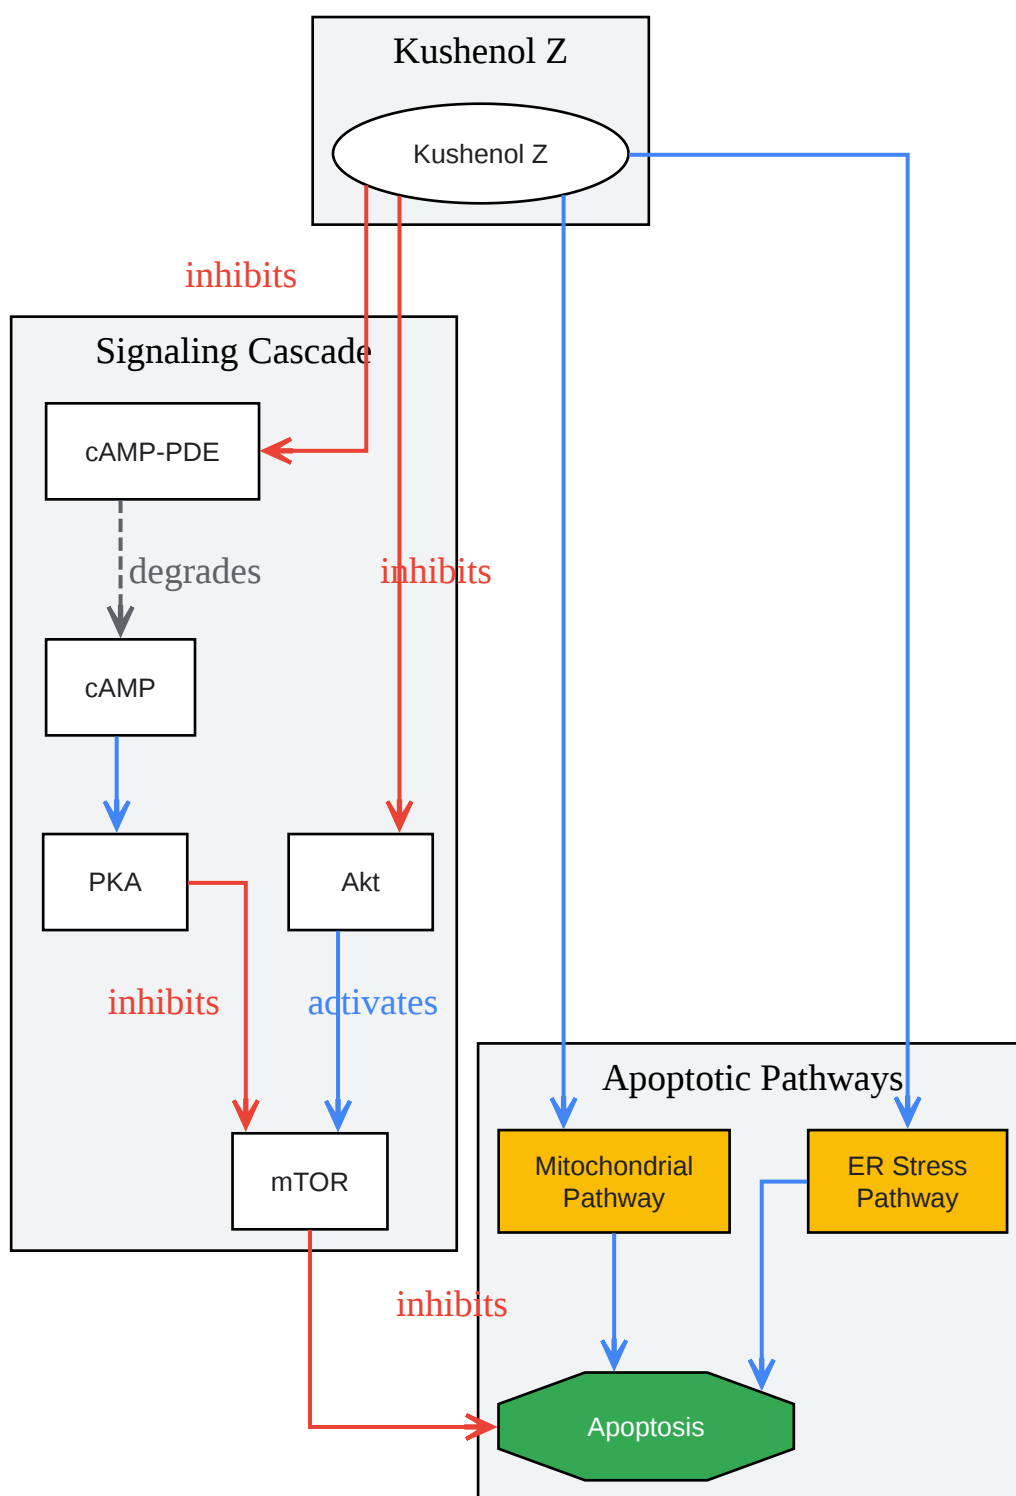 Kushenol Z
Kushenol Z
inhibits
Signaling Cascade
cAMP-PDE
degrades
inhibits
cAMP
PKA
Akt
inhibits
activates
Apoptotic Pathways
mTOR
Mitochondrial
Pathway
ER Stress
Pathway
inhibits
Apoptosis